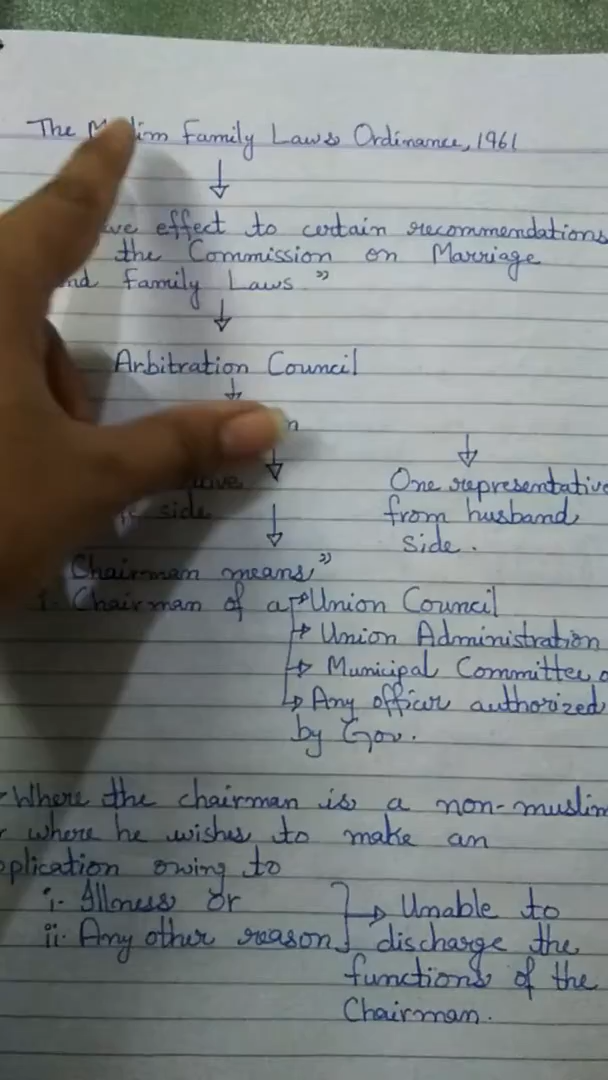 The Family Laws Ordinance, 1961
effect to certain recommendations
the Commission on Marriage
Family Laws"
Arbitration Council
One representative
side from husband
side.
Chairman means"
i- Chairman of a → Union Council
→ Union Administration
→ Municipal Committee
→ Any officer authorized
by Gov.
- Where the chairman is a non-muslim
where he wishes to make an
owing to
i- Illness or → Unable to
ii- Any other reason discharge the
functions of the
Chairman.